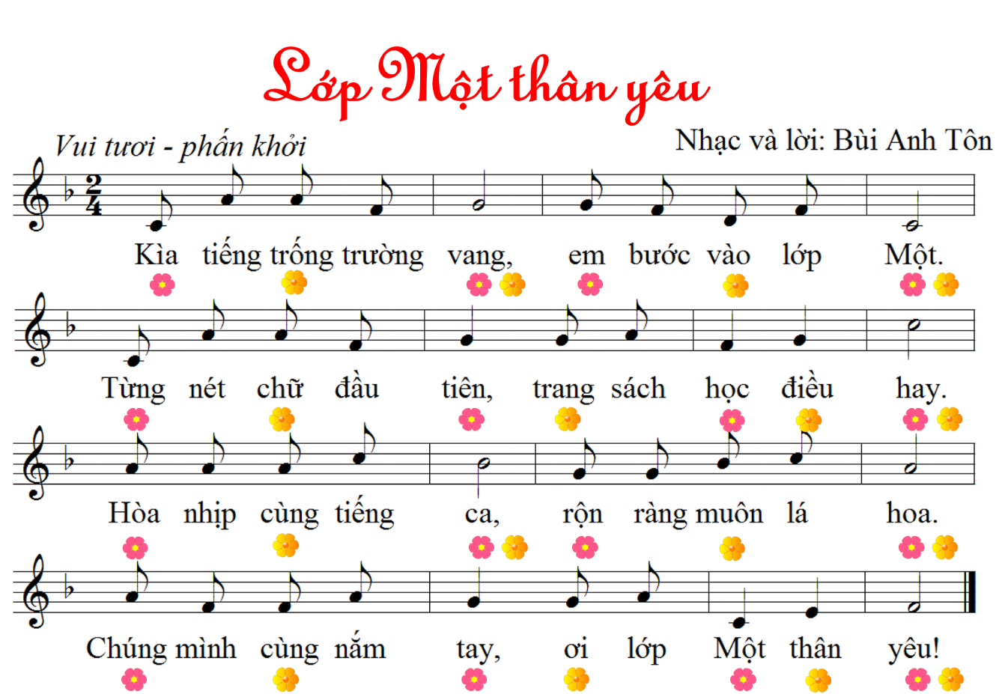 Lớp Một thân yêu
Vui tươi - phấn khởi
Nhạc và lời: Bùi Anh Tôn
2
4
Kìa tiếng trống trường vang, em bước vào lớp Một.
Từng nét chữ đầu tiên, trang sách học điều hay.
Hòa nhịp cùng tiếng ca, rộn ràng muôn lá hoa.
Chúng mình cùng nắm tay, ơi lớp Một thân yêu!